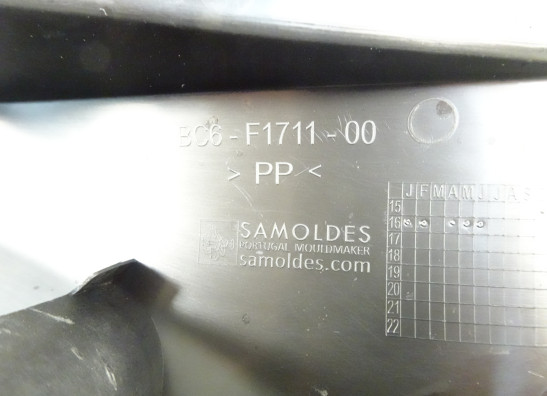 BC6-F1711-00
> PP <
SAMOLDES
PORTUGAL MOULDMAKER
samoldes.com
J F M A M J J A S
15
16
17
18
19
20
21
22